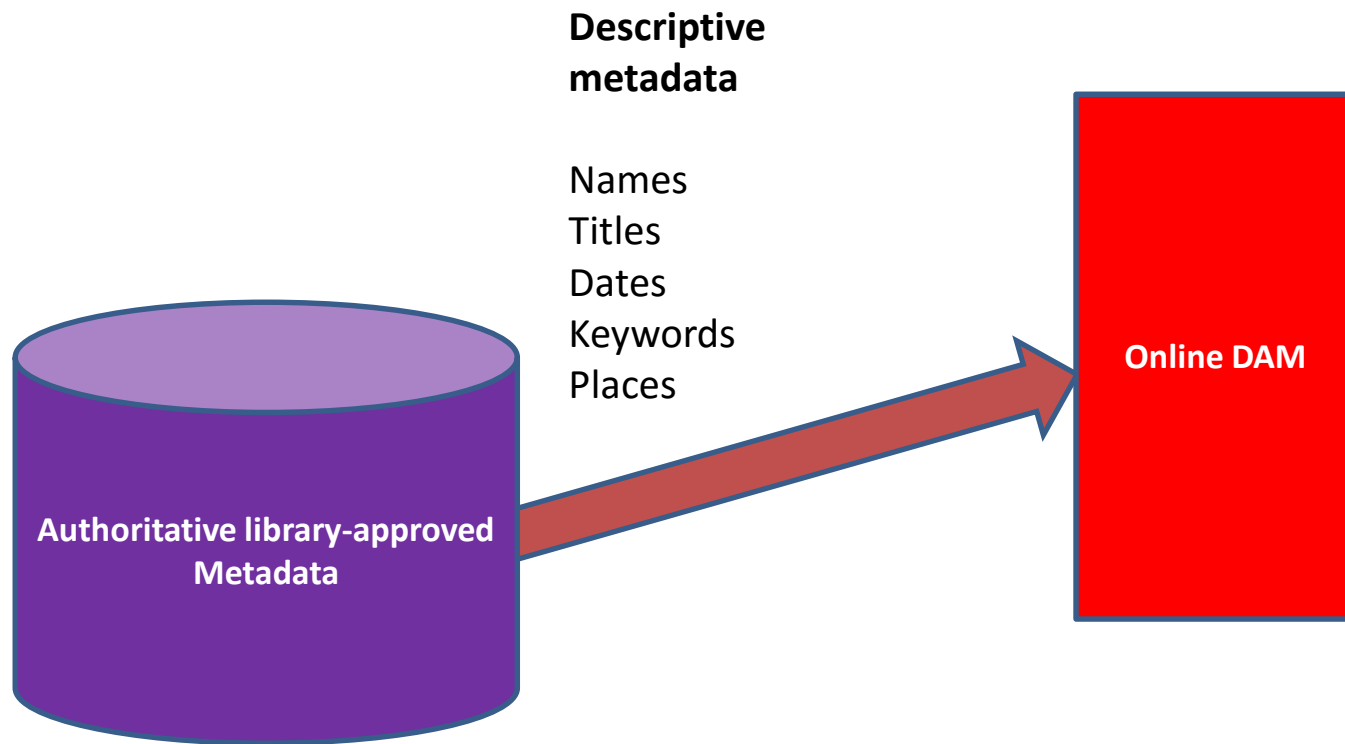 Descriptive
metadata
Names
Titles
Dates
Keywords
Places
Online DAM
Authoritative library-approved
Metadata